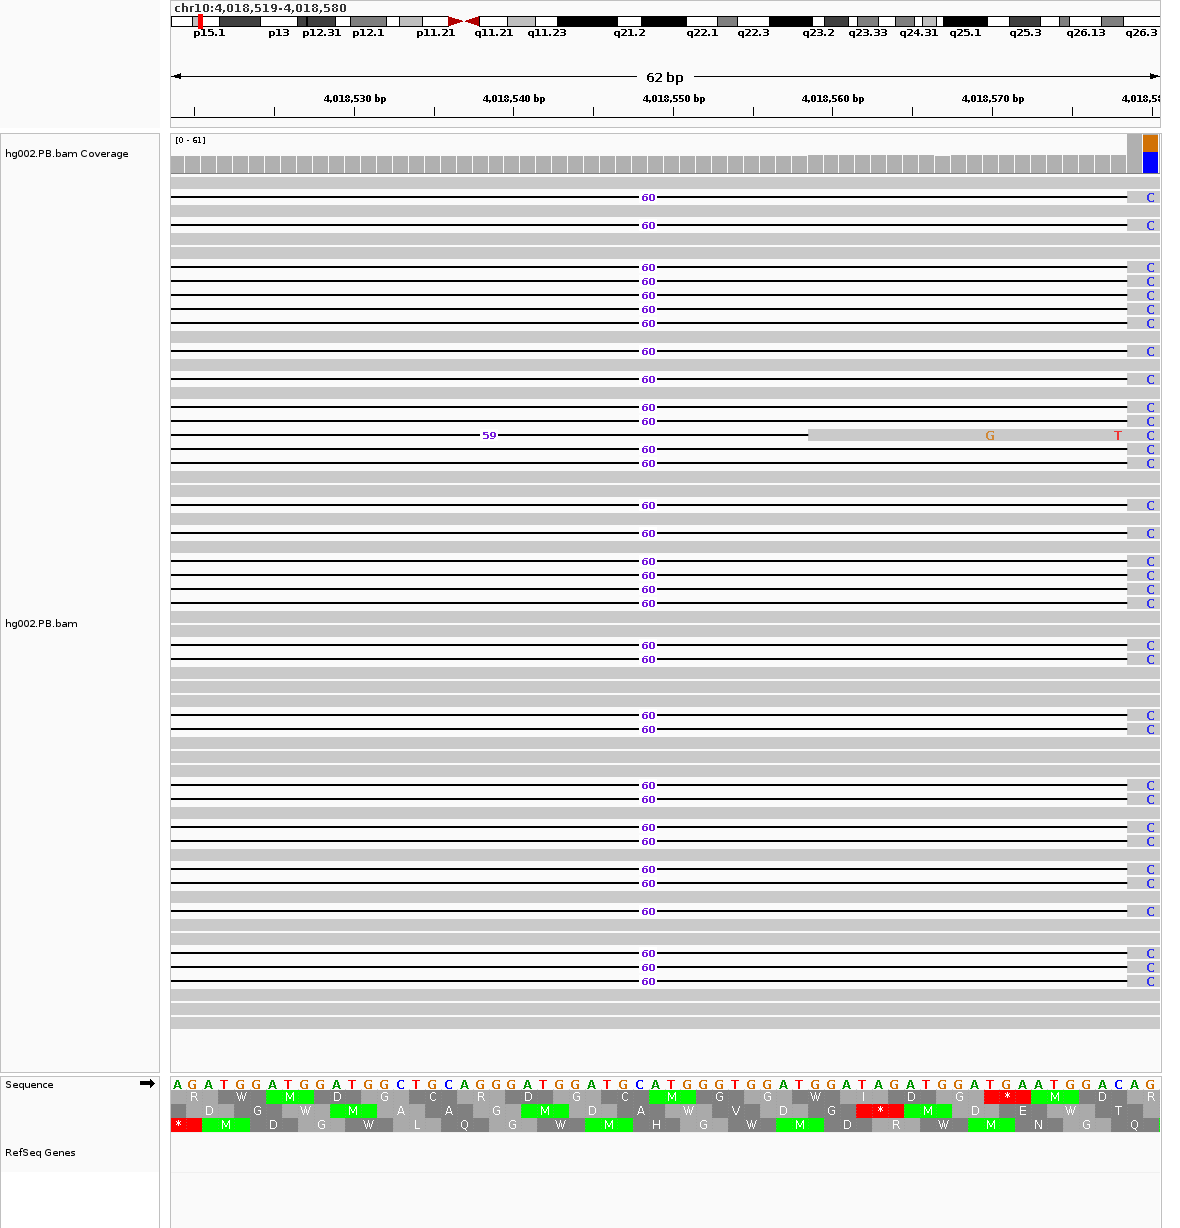 chr10:4,018,519-4,018,580
p15.1 p13 p12.31 p12.1 p11.21 q11.21 q11.23 q21.2 q22.1 q22.3 q23.2 q23.33 q24.31 q25.1 q25.3 q26.13 q26.3
62 bp
4,018,530 bp 4,018,540 bp 4,018,550 bp 4,018,560 bp 4,018,570 bp 4,018,58
[0 - 61]
hg002.PB.bam Coverage
60 C
60 C
60 C
60 C
60 C
60 C
60 C
60 C
60 C
60 C
60 C
59 G T C
60 C
60 C
60 C
60 C
60 C
60 C
60 C
60 C
hg002.PB.bam
60 C
60 C
60 C
60 C
60 C
60 C
60 C
60 C
60 C
60 C
60 C
60 C
60 C
60 C
Sequence A G A T G G A T G G A T G G C T G C A G G G A T G G A T G C A T G G G T G G A T G G A T A G A T G G A T G A A T G G A C A G
R W M D G C R D G C M G G W I D G * M D R
D G W M A A G M D A W V D G * M D E W T
* M D G W L Q G W M H G W M D R W M N G Q
RefSeq Genes